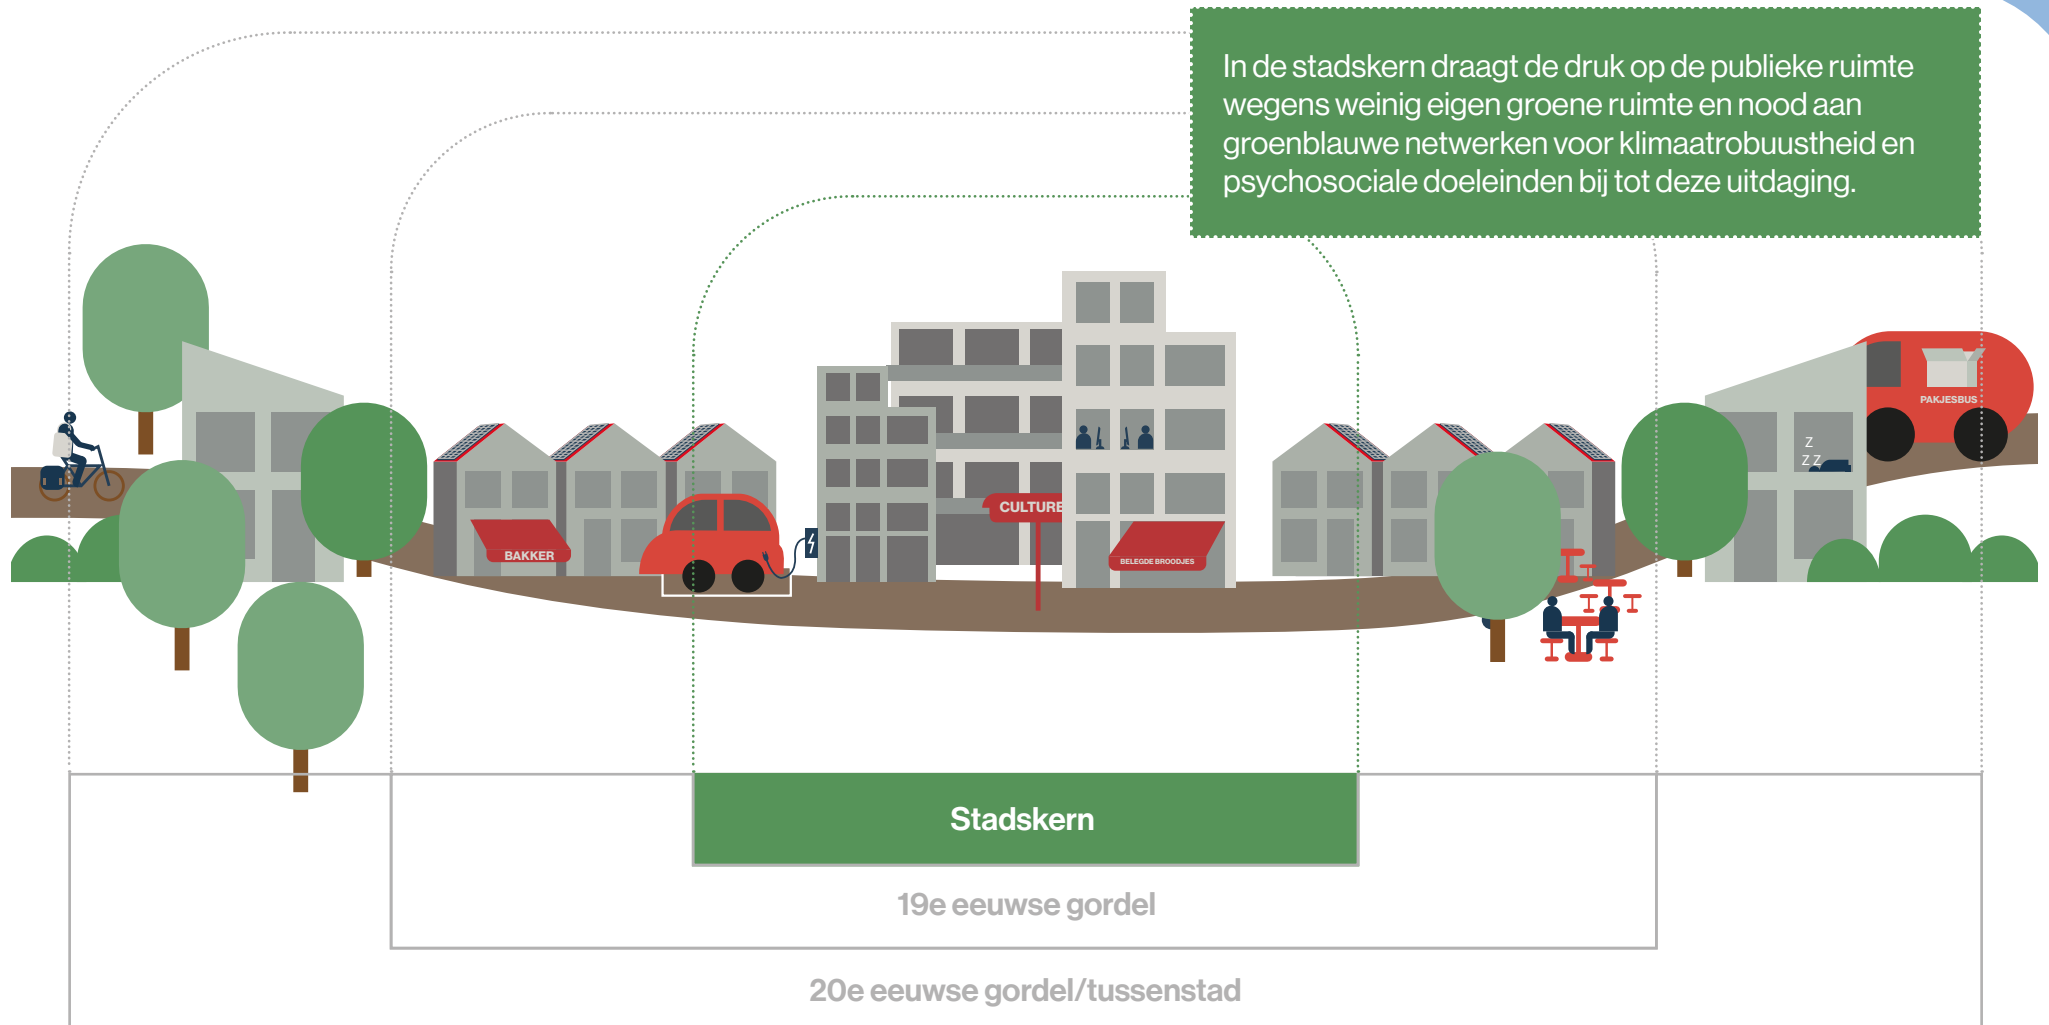 In de stadskern draagt de druk op de publieke ruimte
wegens weinig eigen groene ruimte en nood aan
groenblauwe netwerken voor klimaatrobuustheid en
psychosociale doeleinden bij tot deze uitdaging.
PAKJESBUS
Z
Z Z
CULTURE
BAKKER
BELEGDE BROODJES
Stadskern
19e eeuwse gordel
20e eeuwse gordel/tussenstad